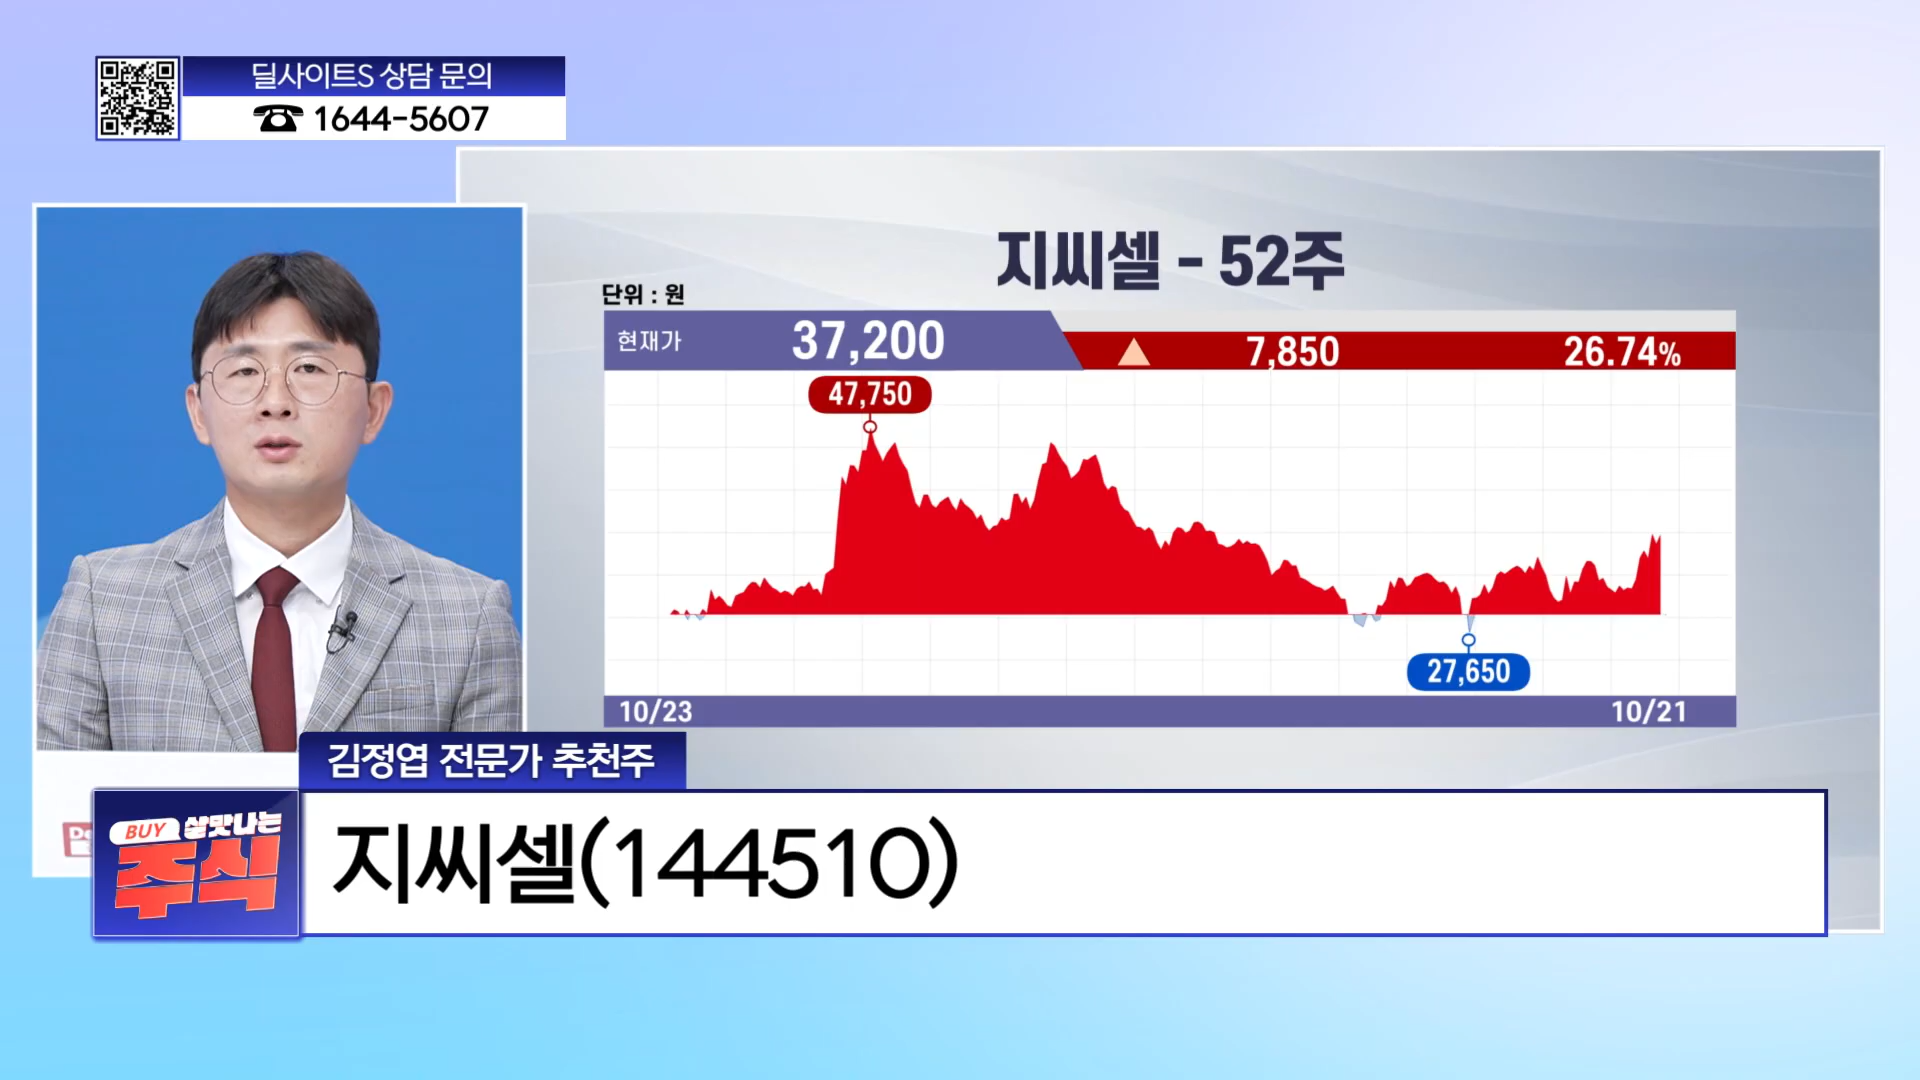 딜사이트S 상담 문의
☎ 1644-5607
지씨셀 - 52주
단위 : 원
현재가 37,200 ▲ 7,850 26.74%
47,750
27,650
10/23 10/21
김정엽 전문가 추천주
BUY 살맛나는
주식
지씨셀(144510)